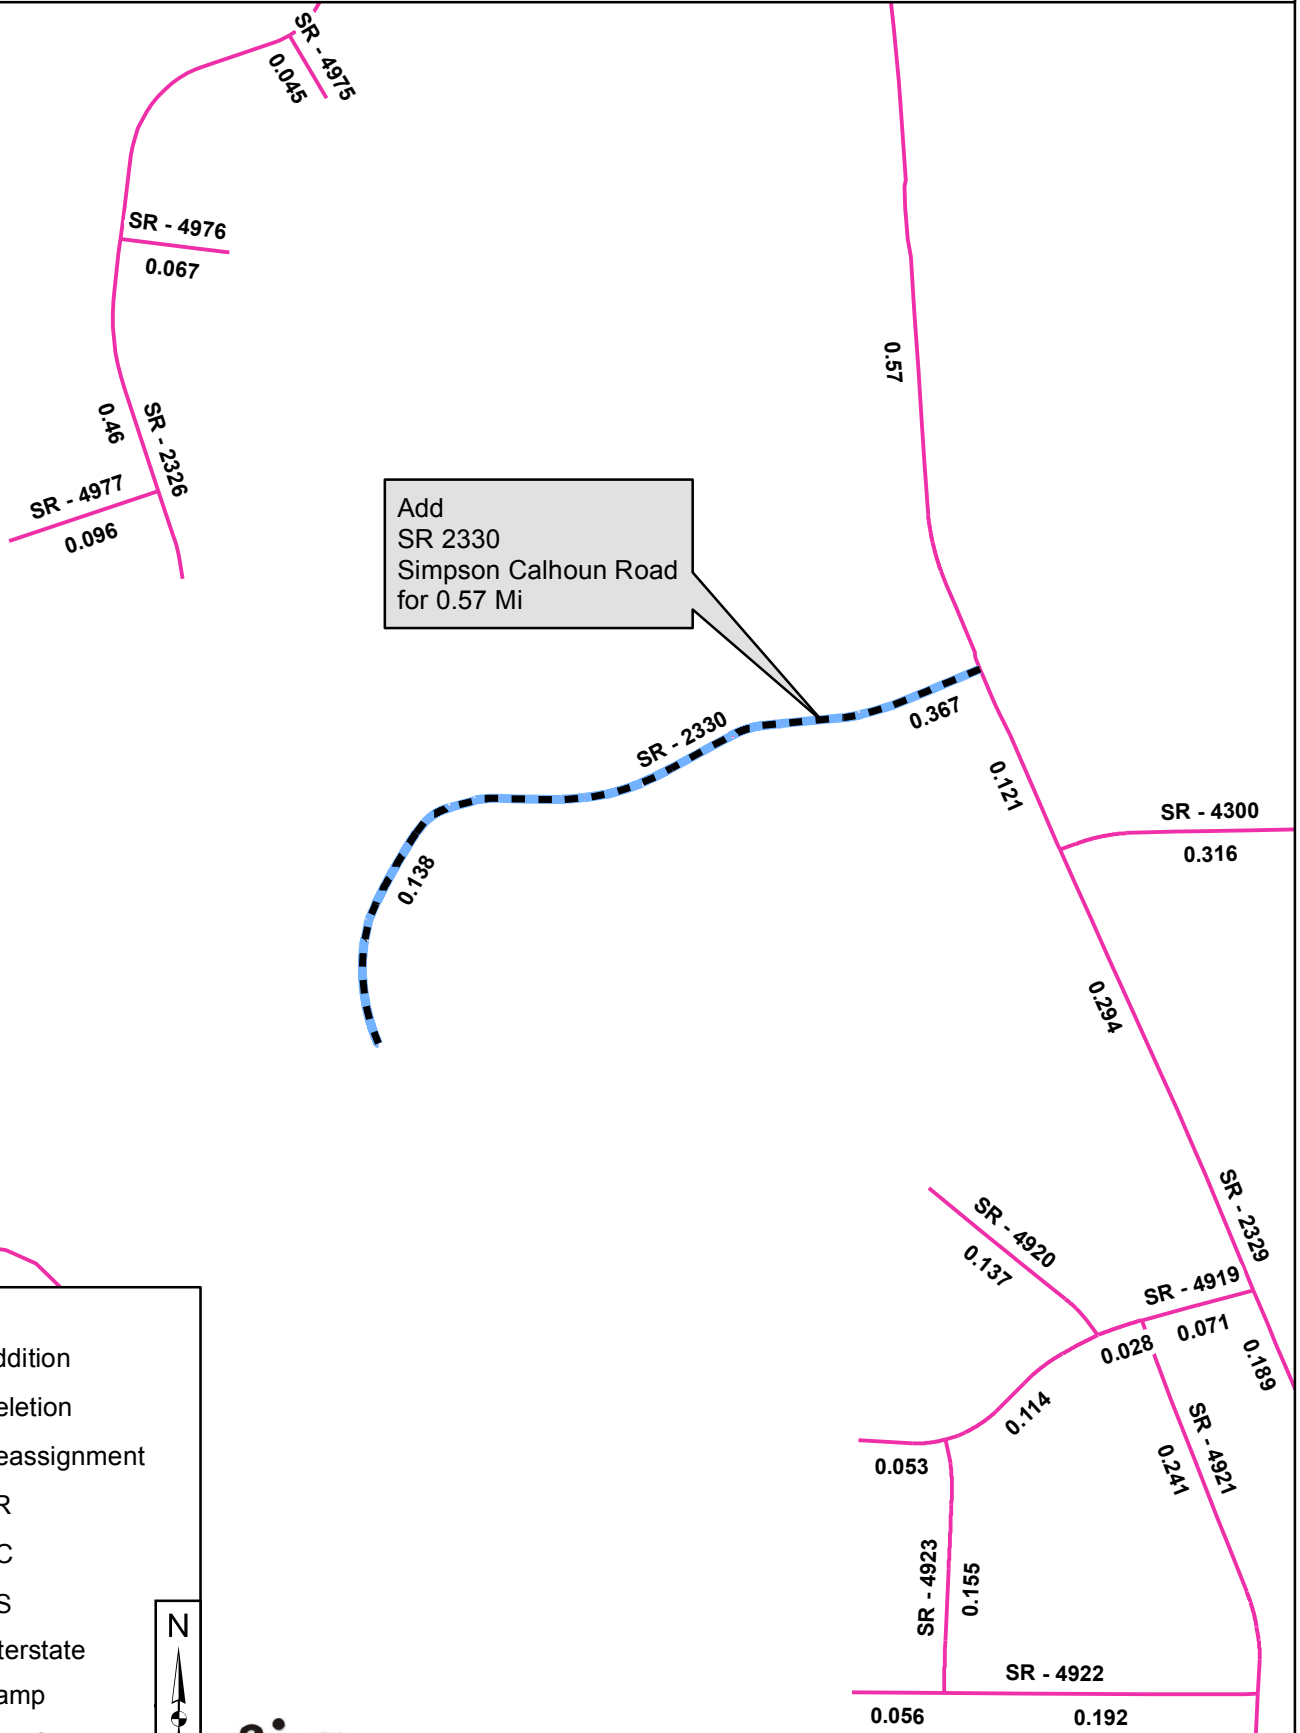 SR - 4975
0.045
SR - 4976
0.067
0.57
0.46
SR - 2326
SR - 4977
0.096
Add
SR 2330
Simpson Calhoun Road
for 0.57 Mi
0.367
SR - 2330
0.121
SR - 4300
0.316
0.138
0.294
SR - 2329
SR - 4920
0.137
SR - 4919
0.071
0.028
0.189
0.114
SR - 4921
0.241
0.053
SR - 4923
0.155
SR - 4922
0.056
0.192
ddition
eletion
eassignment
R
C
S
terstate
amp
N